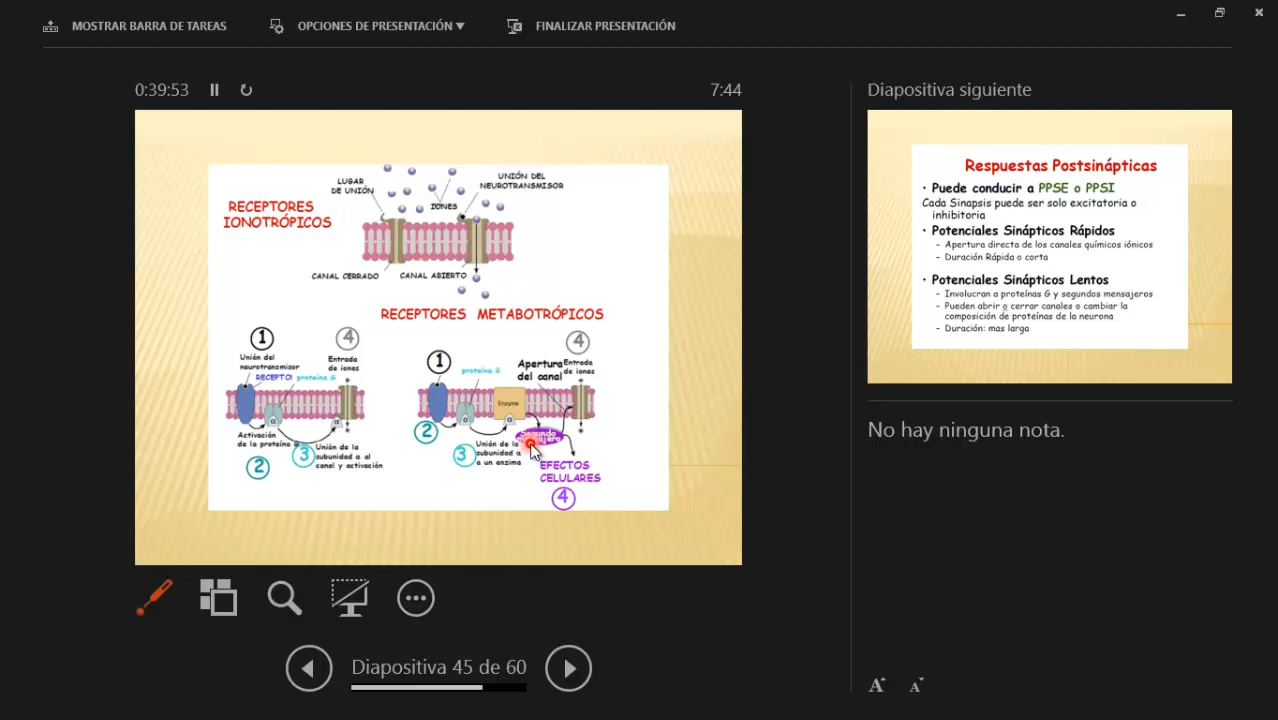 MOSTRAR BARRA DE TAREAS
OPCIONES DE PRESENTACIÓN
FINALIZAR PRESENTACIÓN
0:39:53
7:44
RECEPTORES
IONOTRÓPICOS
LUGAR
DE UNIÓN
IONES
UNIÓN DEL
NEUROTRANSMISOR
CANAL CERRADO
CANAL ABIERTO
RECEPTORES METABOTRÓPICOS
1
Unión del
neurotransmisor
RECEPTO
proteína G
4
Entrada
de iones
α
α
Activación
de la proteína
2
3
Unión de la
subunidad α al
canal y activación
1
proteína G
Apertura
del canal
4
Entrada
de iones
Enzyme
α
α
2
3
Unión de la
subunidad α
a un enzima
Segundo
EFECTOS
CELULARES
4
Diapositiva 45 de 60
Diapositiva siguiente
Respuestas Postsinápticas
• Puede conducir a PPSE o PPSI
Cada Sinapsis puede ser solo excitatoria o
inhibitoria
• Potenciales Sinápticos Rápidos
– Apertura directa de los canales químicos iónicos
– Duración Rápida o corta
• Potenciales Sinápticos Lentos
– Involucran a proteínas G y segundos mensajeros
– Pueden abrir o cerrar canales o cambiar la
composición de proteínas de la neurona
– Duración: mas larga
No hay ninguna nota.
A A